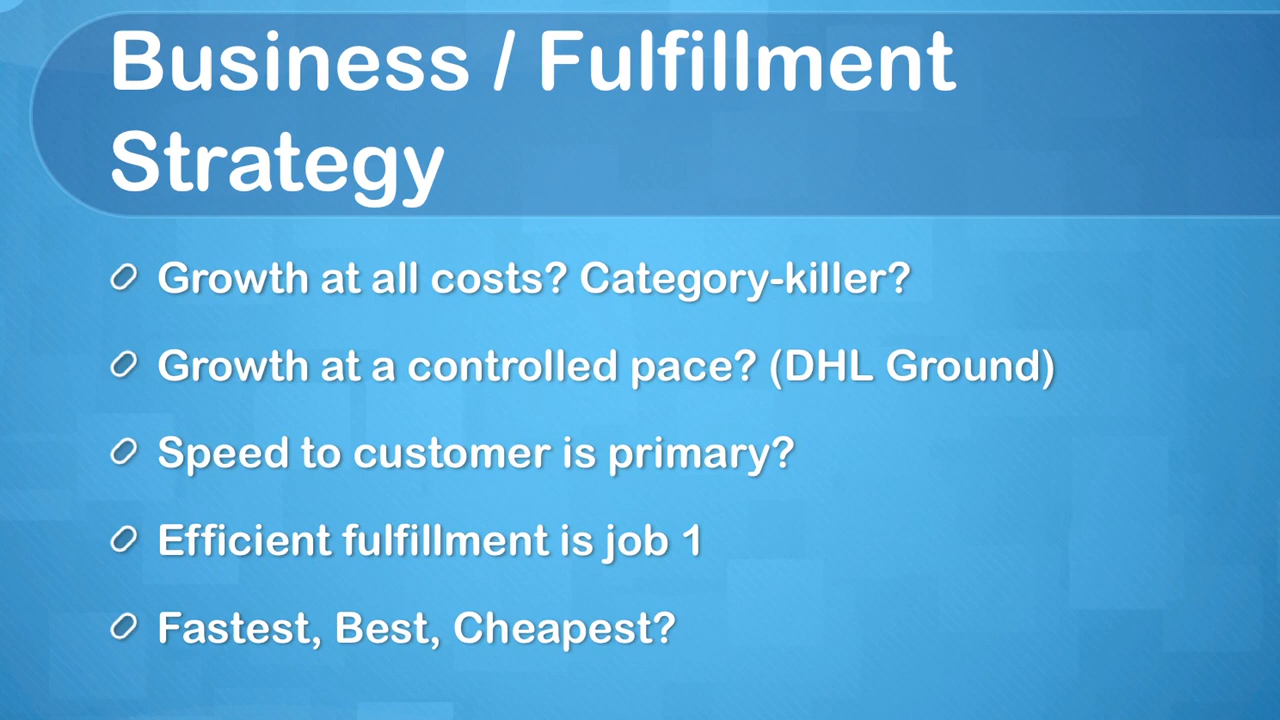 Business / Fulfillment
Strategy
Growth at all costs? Category-killer?
Growth at a controlled pace? (DHL Ground)
Speed to customer is primary?
Efficient fulfillment is job 1
Fastest, Best, Cheapest?